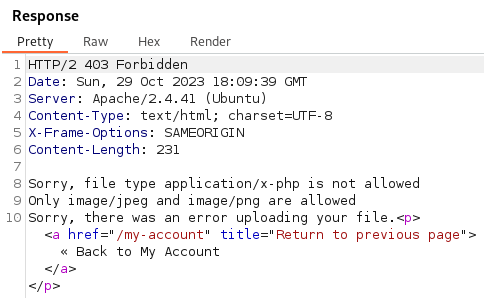 Response
Pretty Raw Hex Render
1 HTTP/2 403 Forbidden
2 Date: Sun, 29 Oct 2023 18:09:39 GMT
3 Server: Apache/2.4.41 (Ubuntu)
4 Content-Type: text/html; charset=UTF-8
5 X-Frame-Options: SAMEORIGIN
6 Content-Length: 231
7
8 Sorry, file type application/x-php is not allowed
9 Only image/jpeg and image/png are allowed
10 Sorry, there was an error uploading your file.<p>
<a href="/my-account" title="Return to previous page">
« Back to My Account
</a>
</p>